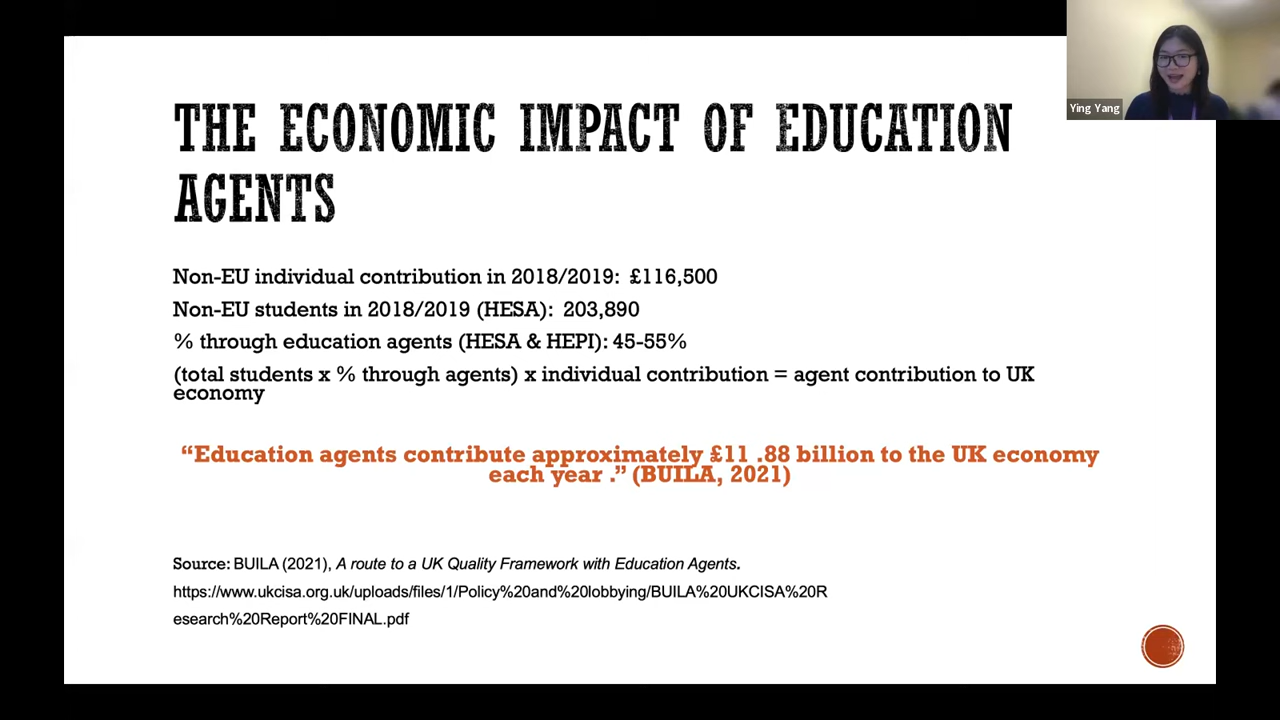 Ying Yang
THE ECONOMIC IMPACT OF EDUCATION
AGENTS
Non-EU individual contribution in 2018/2019: £116,500
Non-EU students in 2018/2019 (HESA): 203,890
% through education agents (HESA & HEPI): 45-55%
(total students x % through agents) x individual contribution = agent contribution to UK
economy
“Education agents contribute approximately £11 .88 billion to the UK economy
each year .” (BUILA, 2021)
Source: BUILA (2021), A route to a UK Quality Framework with Education Agents.
https://www.ukcisa.org.uk/uploads/files/1/Policy%20and%20lobbying/BUILA%20UKCISA%20R
esearch%20Report%20FINAL.pdf